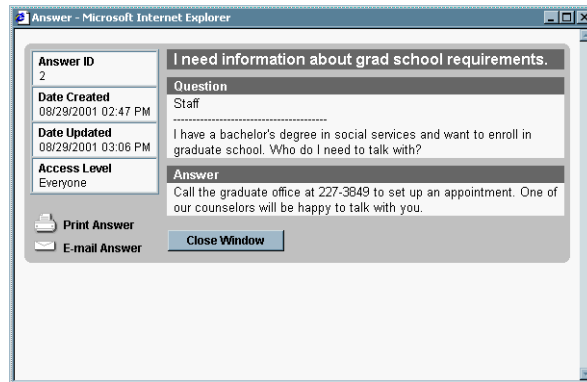 Answer - Microsoft Internet Explorer
Answer ID
2
Date Created
08/29/2001 02:47 PM
Date Updated
08/29/2001 03:06 PM
Access Level
Everyone
Print Answer
E-mail Answer
I need information about grad school requirements.
Question
Staff
---------------------------------------
I have a bachelor's degree in social services and want to enroll in
graduate school. Who do I need to talk with?
Answer
Call the graduate office at 227-3849 to set up an appointment. One of
our counselors will be happy to talk with you.
Close Window